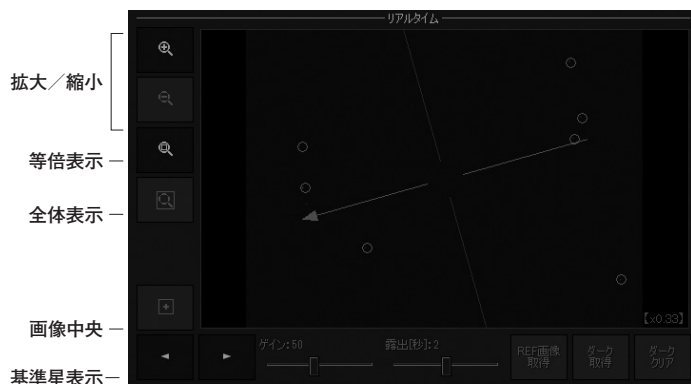 リアルタイム
拡大／縮小
等倍表示
全体表示
画像中央
基準星表示
【x0.33】
ゲイン:50
露出[秒]:2
REF画像
取得
ダーク
取得
ダーク
クリア